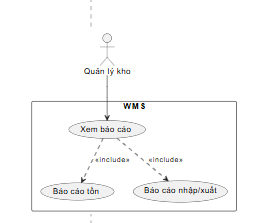 Quản lý kho
WMS
Xem báo cáo
«include»
«include»
Báo cáo tồn
Báo cáo nhập/xuất